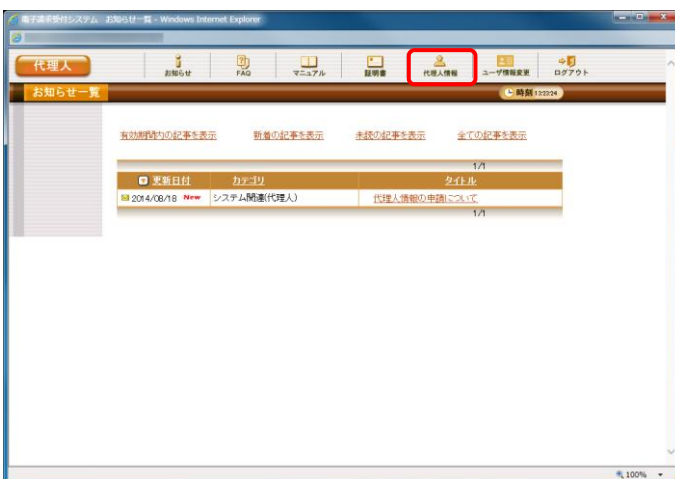 電子請求受付システム お知らせ一覧 - Windows Internet Explorer
代理人
お知らせ
FAQ
マニュアル
証明書
代理人情報
ユーザ情報変更
ログアウト
お知らせ一覧
時刻 13:23:24
有効期間内の記事を表示 新着の記事を表示 未読の記事を表示 全ての記事を表示
1/1
更新日付 カテゴリ タイトル
2014/08/18 New システム関連(代理人) 代理人情報の申請について
1/1
100%